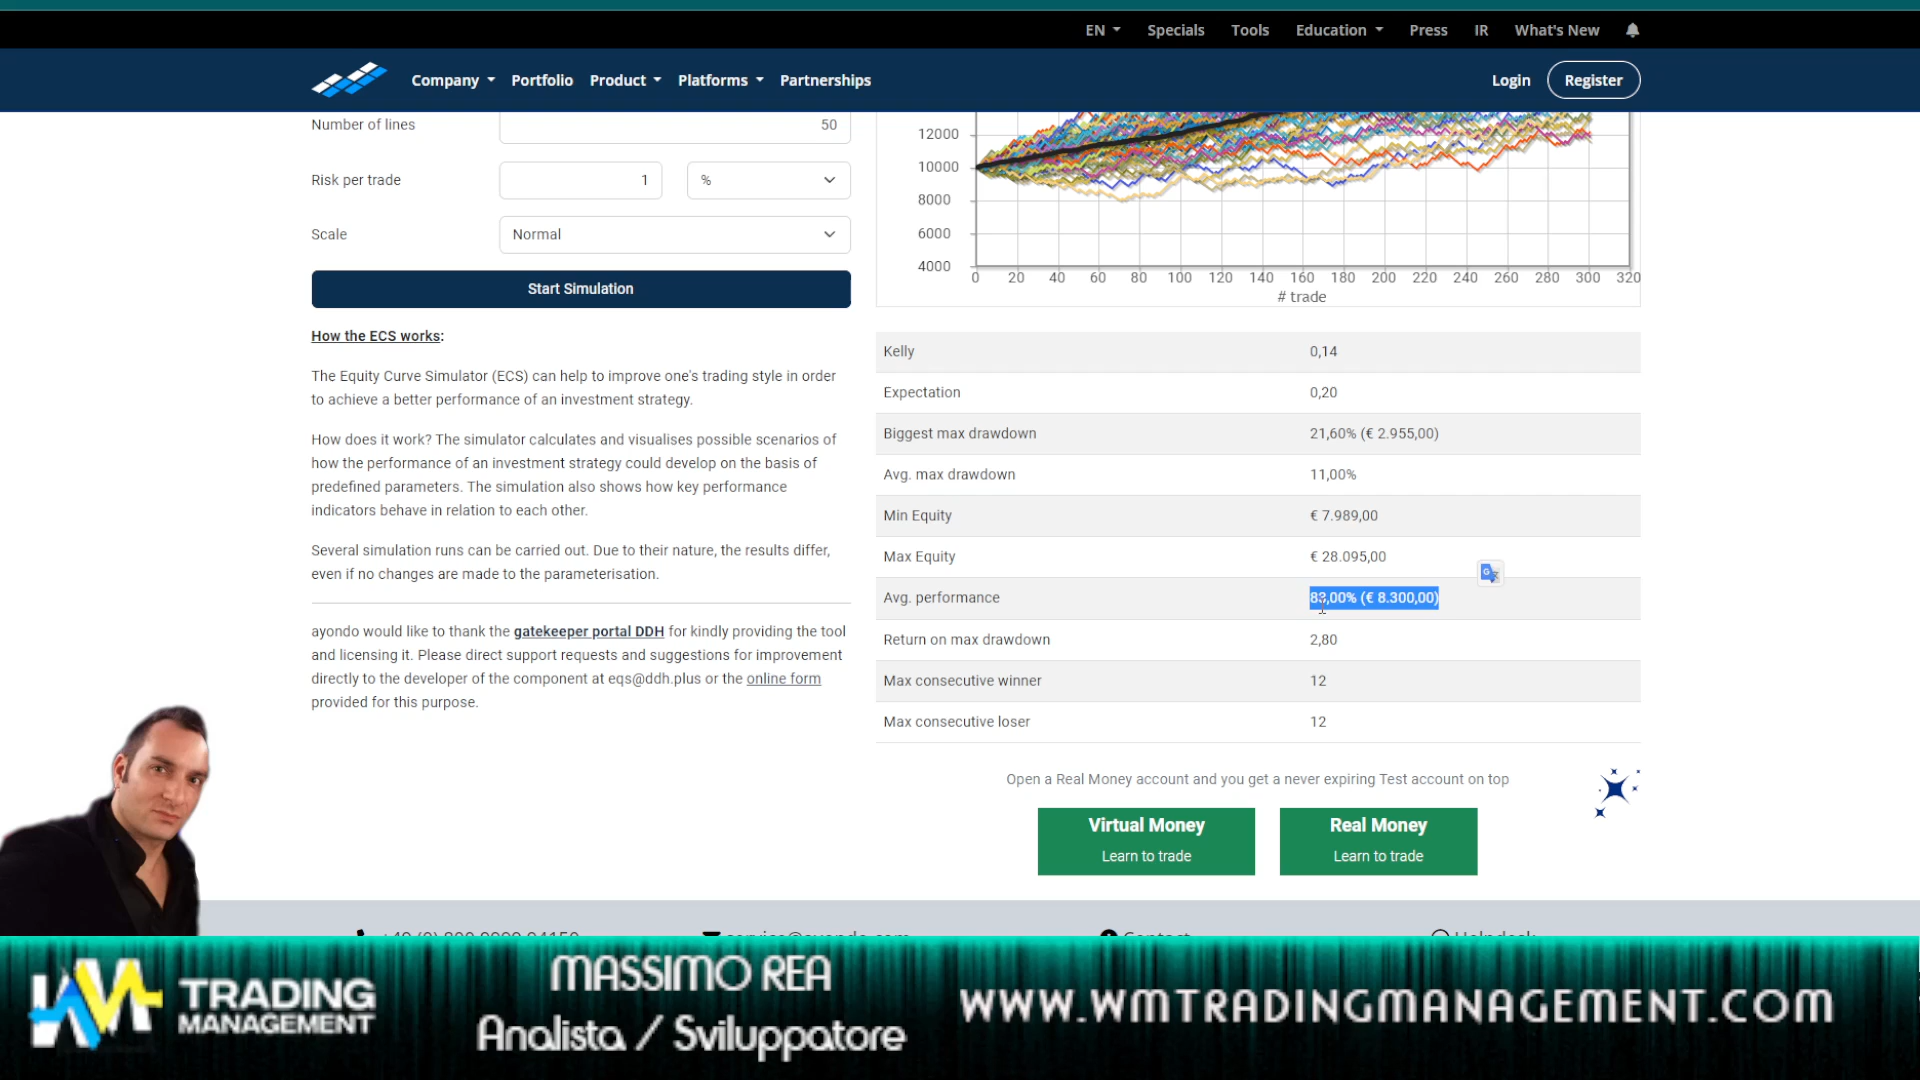 EN Specials Tools Education Press IR What's New
Company Portfolio Product Platforms Partnerships Login Register
Number of lines 50
Risk per trade 1 %
Scale Normal
Start Simulation
How the ECS works:
The Equity Curve Simulator (ECS) can help to improve one's trading style in order
to achieve a better performance of an investment strategy.
How does it work? The simulator calculates and visualises possible scenarios of
how the performance of an investment strategy could develop on the basis of
predefined parameters. The simulation also shows how key performance
indicators behave in relation to each other.
Several simulation runs can be carried out. Due to their nature, the results differ,
even if no changes are made to the parameterisation.
ayondo would like to thank the gatekeeper portal DDH for kindly providing the tool
and licensing it. Please direct support requests and suggestions for improvement
directly to the developer of the component at eqs@ddh.plus or the online form
provided for this purpose.
12000
10000
8000
6000
4000
0 20 40 60 80 100 120 140 160 180 200 220 240 260 280 300 320
# trade
Kelly 0,14
Expectation 0,20
Biggest max drawdown 21,60% (€ 2.955,00)
Avg. max drawdown 11,00%
Min Equity € 7.989,00
Max Equity € 28.095,00
Avg. performance 83,00% (€ 8.300,00)
Return on max drawdown 2,80
Max consecutive winner 12
Max consecutive loser 12
Open a Real Money account and you get a never expiring Test account on top
Virtual Money
Learn to trade
Real Money
Learn to trade
Contact
Helpdesk
TRADING
MANAGEMENT
MASSIMO REA
Analista / Sviluppatore
WWW.WMTRADINGMANAGEMENT.COM